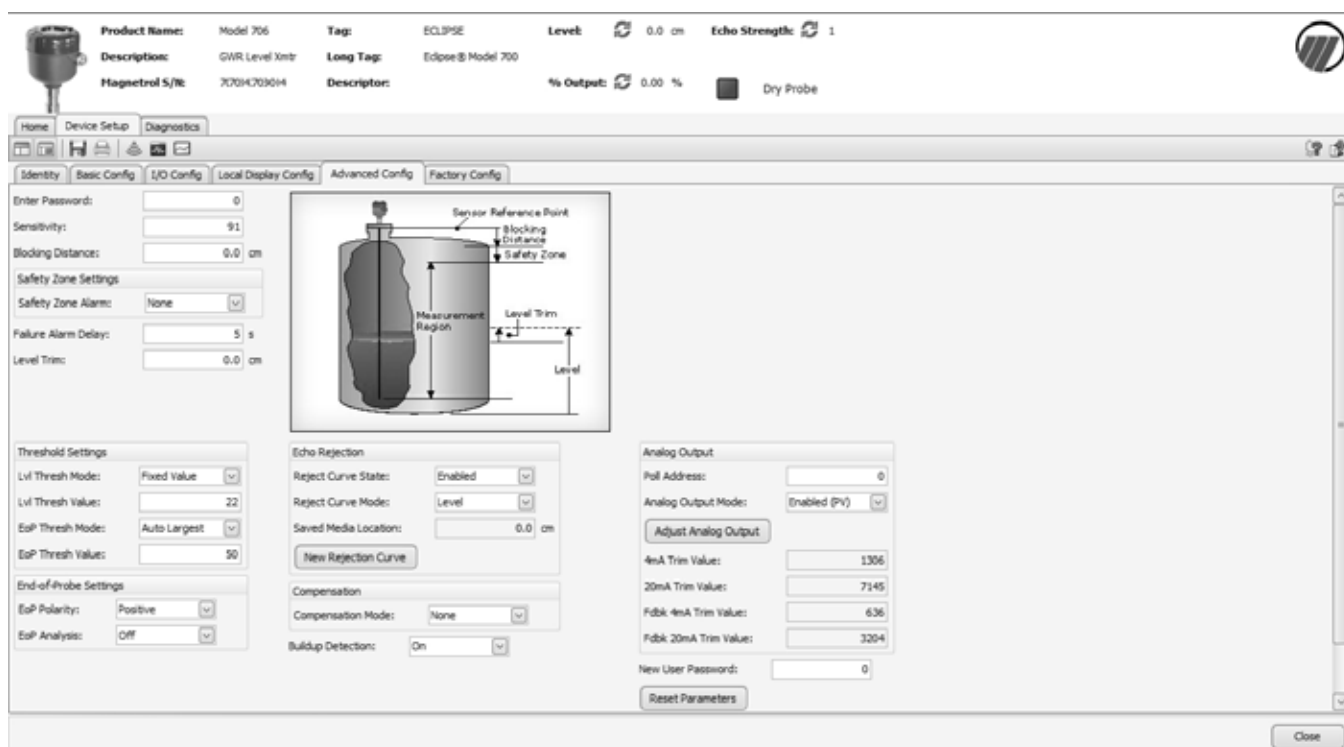 Product Name: Model 706 Tag: ECLIPSE Level: 0.0 cm Echo Strength: 1
Description: GWR Level Xmtr Long Tag: Eclipse® Model 700
Magnetrol S/N: Descriptor: % Output: 0.00 % Dry Probe
Home Device Setup Diagnostics
Identity Basic Config I/O Config Local Display Config Advanced Config Factory Config
Enter Password: 0
Sensitivity: 91
Blocking Distance: 0.0 cm
Safety Zone Settings
Safety Zone Alarm: None
Failure Alarm Delay: 5 s
Level Trim: 0.0 cm
Sensor Reference Point
Blocking
Distance
Safety Zone
Measurement
Region
Level Trim
Level
Threshold Settings
Lvl Thresh Mode: Fixed Value
Lvl Thresh Value: 22
EoP Thresh Mode: Auto Largest
EoP Thresh Value: 50
End-of-Probe Settings
EoP Polarity: Positive
EoP Analysis: Off
Echo Rejection
Reject Curve State: Enabled
Reject Curve Mode: Level
Saved Media Location: 0.0 cm
New Rejection Curve
Compensation
Compensation Mode: None
Buildup Detection: On
Analog Output
Poll Address: 0
Analog Output Mode: Enabled (PV)
Adjust Analog Output
4mA Trim Value: 1306
20mA Trim Value: 7145
Fdbk 4mA Trim Value: 636
Fdbk 20mA Trim Value: 3204
New User Password: 0
Reset Parameters
Close